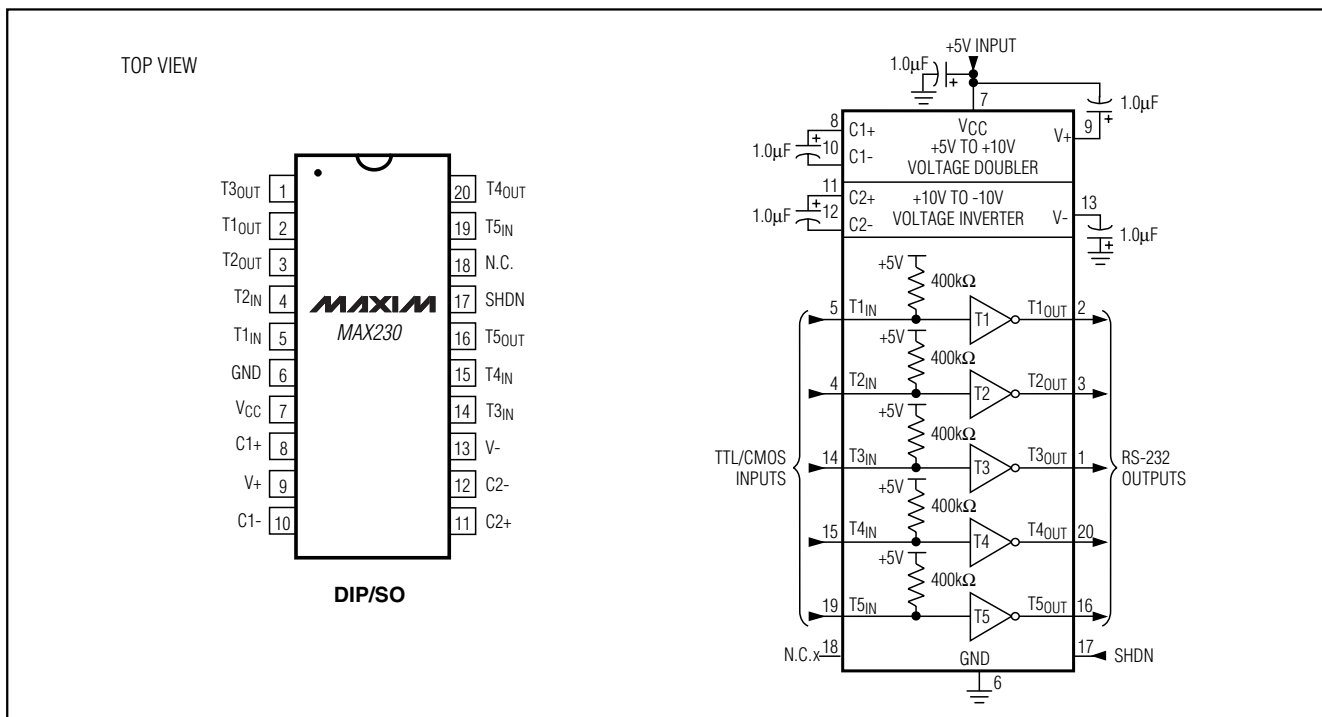 TOP VIEW
T3OUT 1
T1OUT 2
T2OUT 3
T2IN 4
T1IN 5
GND 6
VCC 7
C1+ 8
V+ 9
C1- 10
20 T4OUT
19 T5IN
18 N.C.
17 SHDN
16 T5OUT
15 T4IN
14 T3IN
13 V-
12 C2-
11 C2+
MAXIM
MAX230
DIP/SO
+5V INPUT
1.0µF
+
7
1.0µF
+
8 C1+
1.0µF + 10
C1-
VCC
+5V TO +10V
VOLTAGE DOUBLER
V+ 9
11 C2+
1.0µF + 12
C2-
+10V TO -10V
VOLTAGE INVERTER
V- 13
1.0µF
+
TTL/CMOS
INPUTS
+5V
400kΩ
5 T1IN T1 T1OUT 2
+5V
400kΩ
4 T2IN T2 T2OUT 3
+5V
400kΩ
14 T3IN T3 T3OUT 1
+5V
400kΩ
15 T4IN T4 T4OUT 20
+5V
400kΩ
19 T5IN T5 T5OUT 16
RS-232
OUTPUTS
N.C.x 18
GND
6
17 SHDN